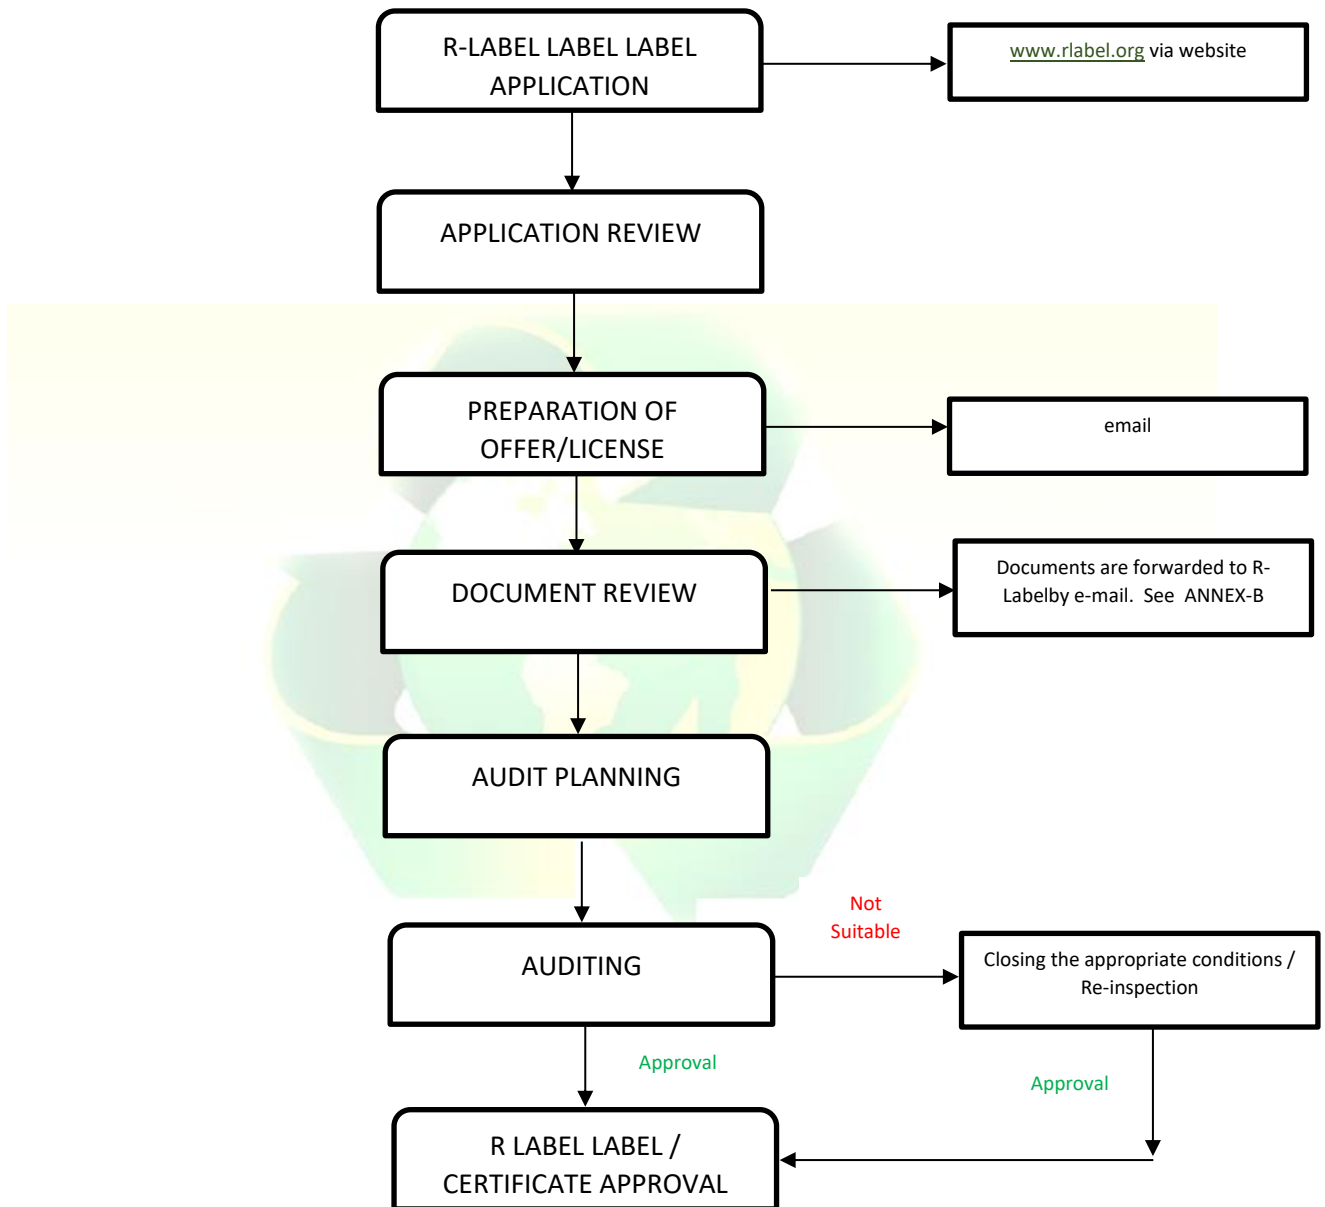 R-LABEL LABEL LABEL
APPLICATION
www.rlabel.org via website
APPLICATION REVIEW
PREPARATION OF
OFFER/LICENSE
email
DOCUMENT REVIEW
Documents are forwarded to R-
Labelby e-mail.  See  ANNEX-B
AUDIT PLANNING
Not
Suitable
AUDITING
Closing the appropriate conditions /
Re-inspection
Approval
Approval
R LABEL LABEL /
CERTIFICATE APPROVAL